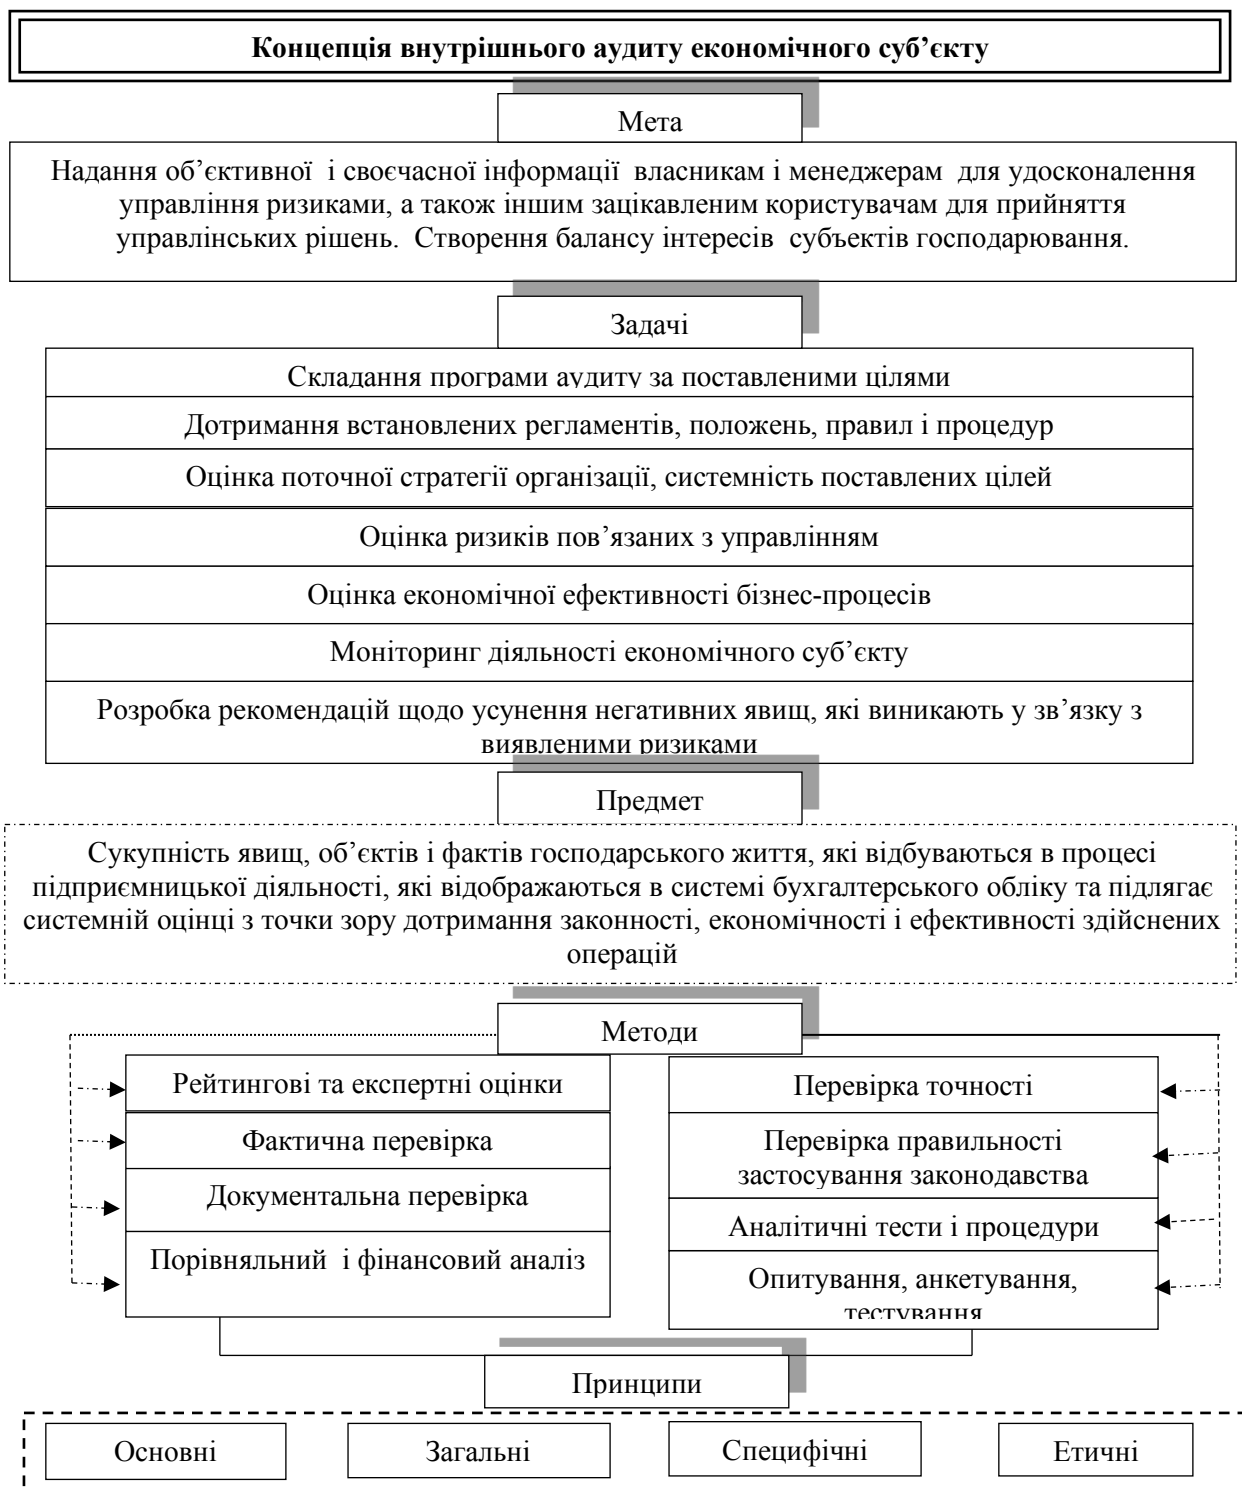 Концепція внутрішнього аудиту економічного суб’єкту
Мета
Надання об’єктивної і своєчасної інформації власникам і менеджерам для удосконалення
управління ризиками, а також іншим зацікавленим користувачам для прийняття
управлінських рішень. Створення балансу інтересів субъектів господарювання.
Задачі
Складання програми аудиту за поставленими цілями
Дотримання встановлених регламентів, положень, правил і процедур
Оцінка поточної стратегії організації, системність поставлених цілей
Оцінка ризиків пов’язаних з управлінням
Оцінка економічної ефективності бізнес-процесів
Моніторинг діяльності економічного суб’єкту
Розробка рекомендацій щодо усунення негативних явищ, які виникають у зв’язку з
виявленими ризиками
Предмет
Сукупність явищ, об’єктів і фактів господарського життя, які відбуваються в процесі
підприємницької діяльності, які відображаються в системі бухгалтерського обліку та підлягає
системній оцінці з точки зору дотримання законності, економічності і ефективності здійснених
операцій
Методи
Рейтингові та експертні оцінки
Фактична перевірка
Документальна перевірка
Порівняльний і фінансовий аналіз
Перевірка точності
Перевірка правильності
застосування законодавства
Аналітичні тести і процедури
Опитування, анкетування,
тестування
Принципи
Основні
Загальні
Специфічні
Етичні